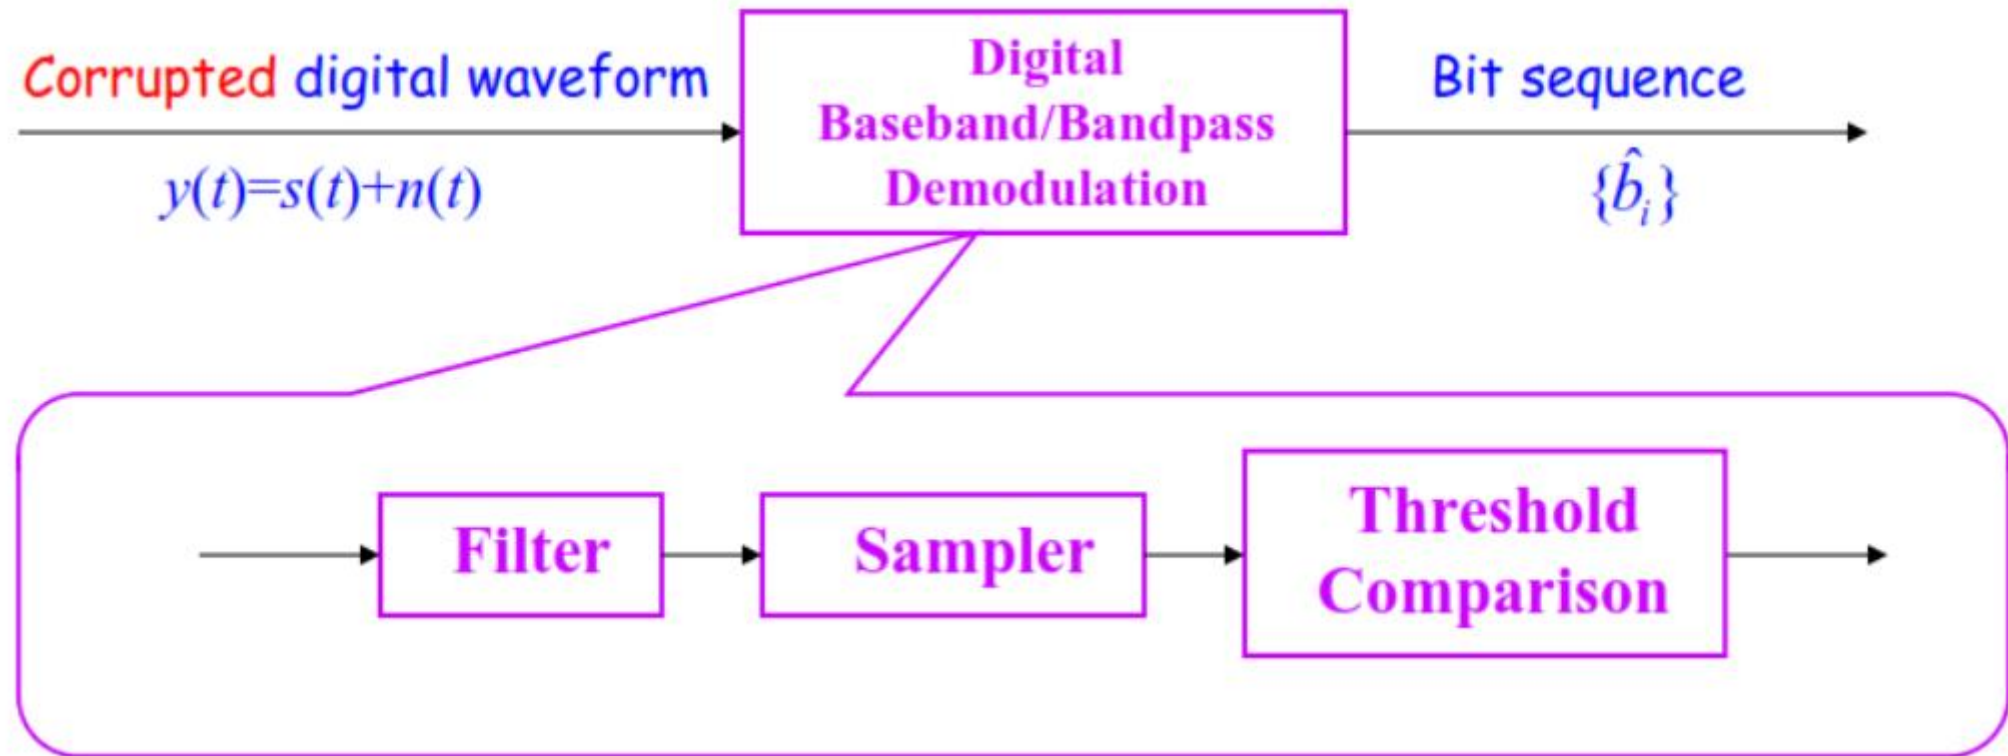 Corrupted digital waveform
y(t)=s(t)+n(t)
Digital
Baseband/Bandpass
Demodulation
Bit sequence
{b̂ᵢ}
Filter
Sampler
Threshold
Comparison